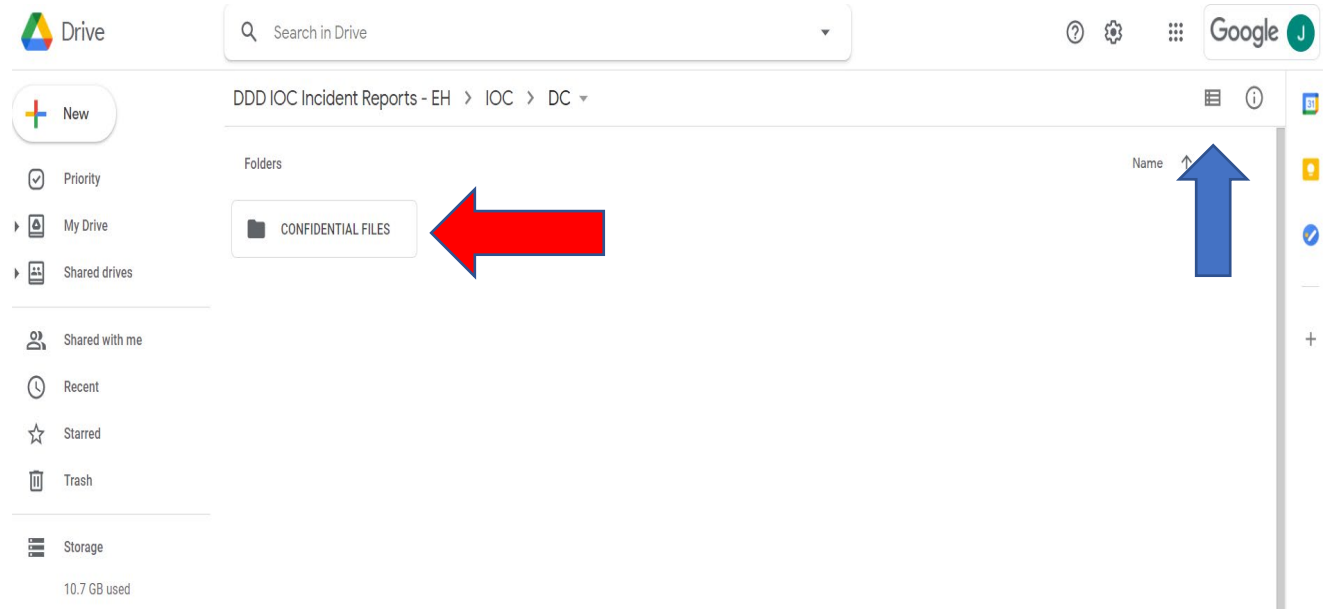 Drive
Search in Drive
Google J
New
DDD IOC Incident Reports - EH > IOC > DC
31
Priority
My Drive
Shared drives
Shared with me
Recent
Starred
Trash
Storage
10.7 GB used
Folders
Name
CONFIDENTIAL FILES